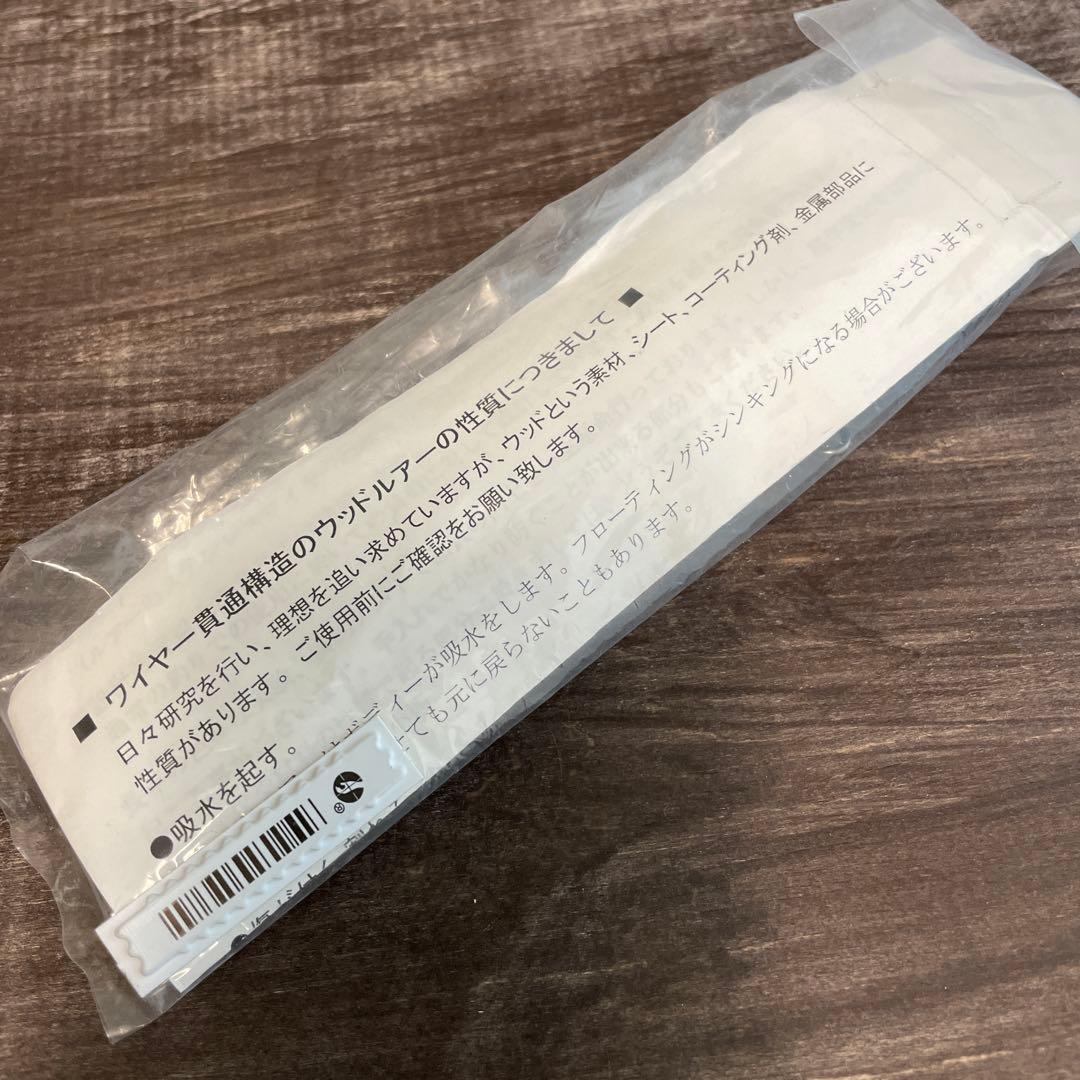 ■ ワイヤー貫通構造のウッドルアーの性質につきまして ■
日々研究を行い、理想を追い求めていますが、ウッドという素材、シート、コーティング剤、金属部品に
性質があります。 ご使用前にご確認をお願い致します。
●吸水を起す。
ボディーが吸水をします。フローティングがシンキングになる場合がございます。
ても元に戻らないこともあります。
®